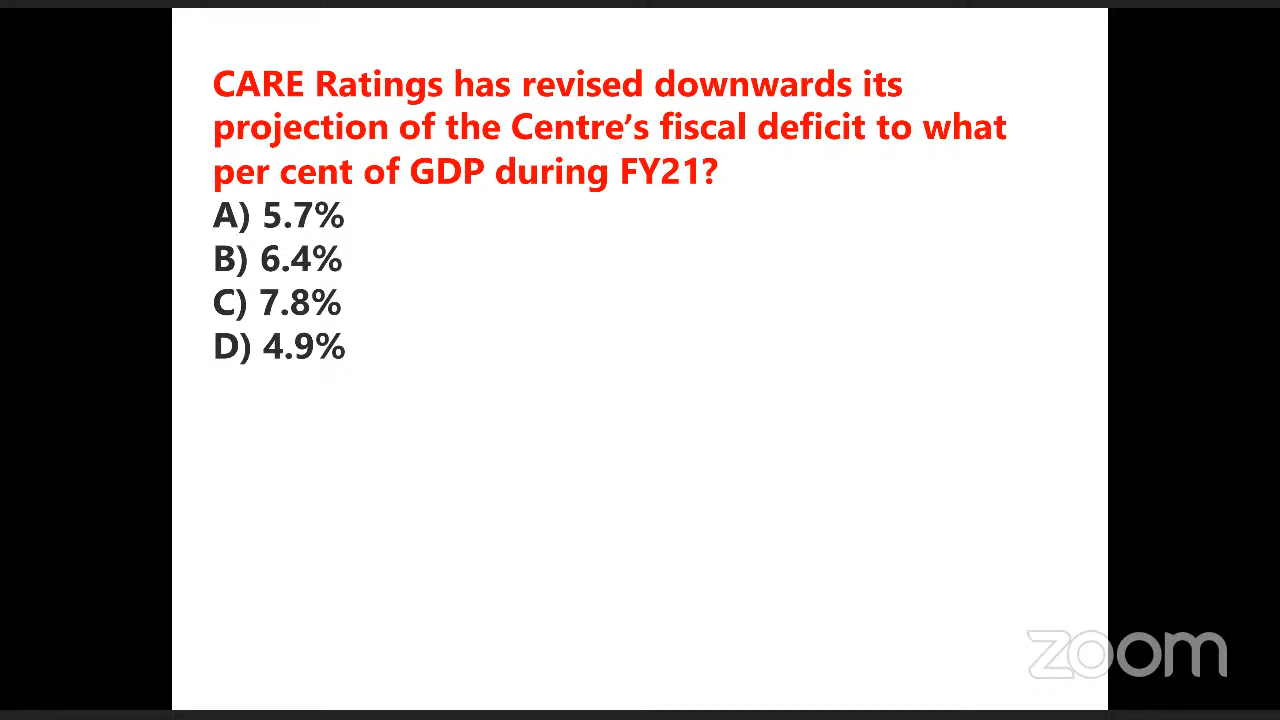 CARE Ratings has revised downwards its
projection of the Centre’s fiscal deficit to what
per cent of GDP during FY21?
A) 5.7%
B) 6.4%
C) 7.8%
D) 4.9%
zoom